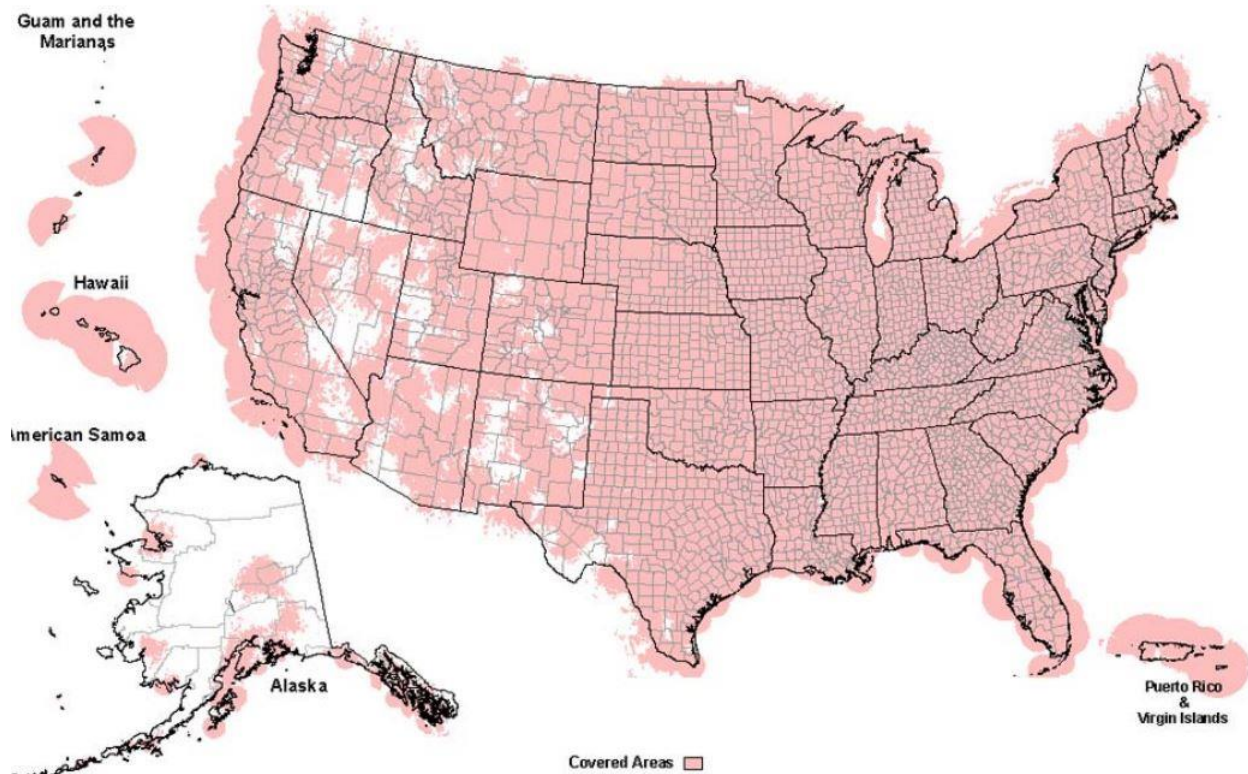 Guam and the
Marianas
Hawaii
American Samoa
Alaska
Puerto Rico
&
Virgin Islands
Covered Areas